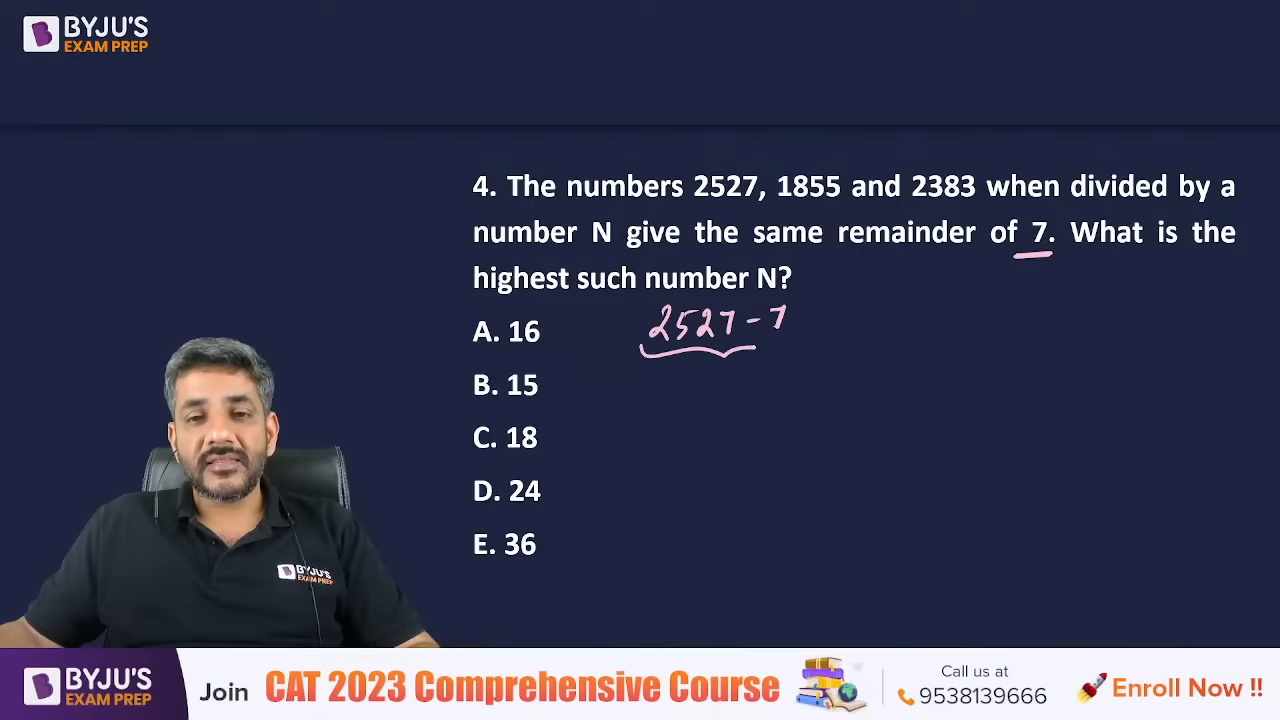 BYJU'S
EXAM PREP
4. The numbers 2527, 1855 and 2383 when divided by a
number N give the same remainder of 7. What is the
highest such number N?
A. 16
2527-7
B. 15
C. 18
D. 24
E. 36
BYJU'S
EXAM PREP
BYJU'S
EXAM PREP
Join CAT 2023 Comprehensive Course
Call us at
9538139666
Enroll Now !!